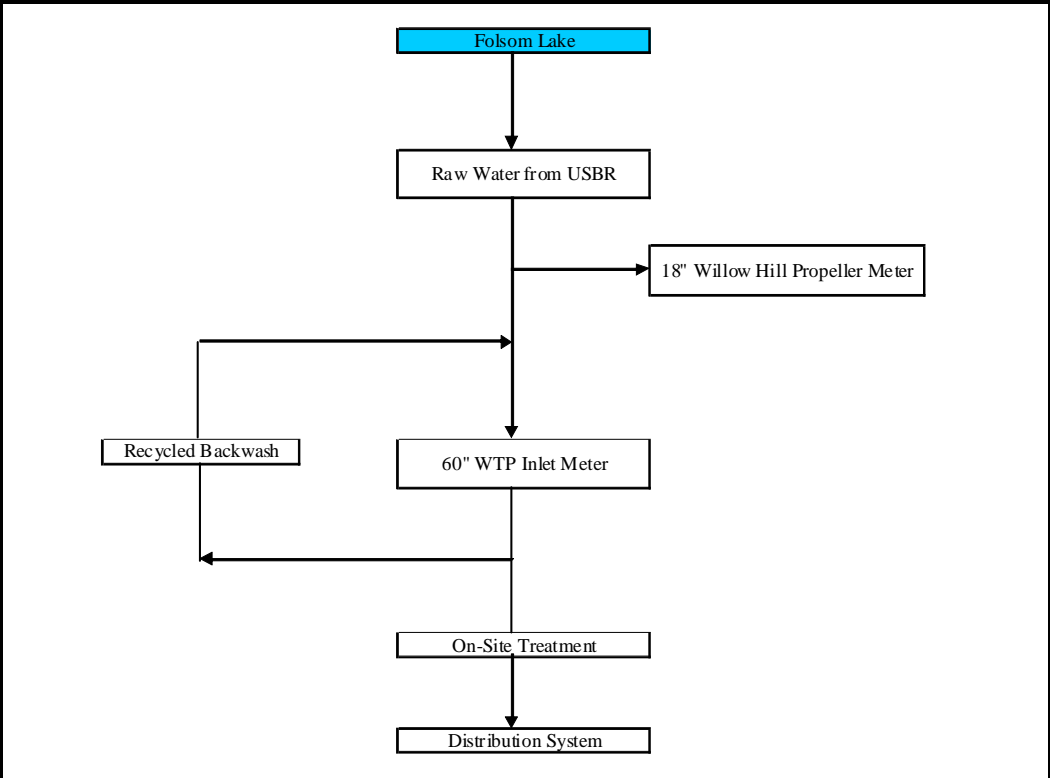 Folsom Lake
Raw Water from USBR
18" Willow Hill Propeller Meter
Recycled Backwash
60" WTP Inlet Meter
On-Site Treatment
Distribution System